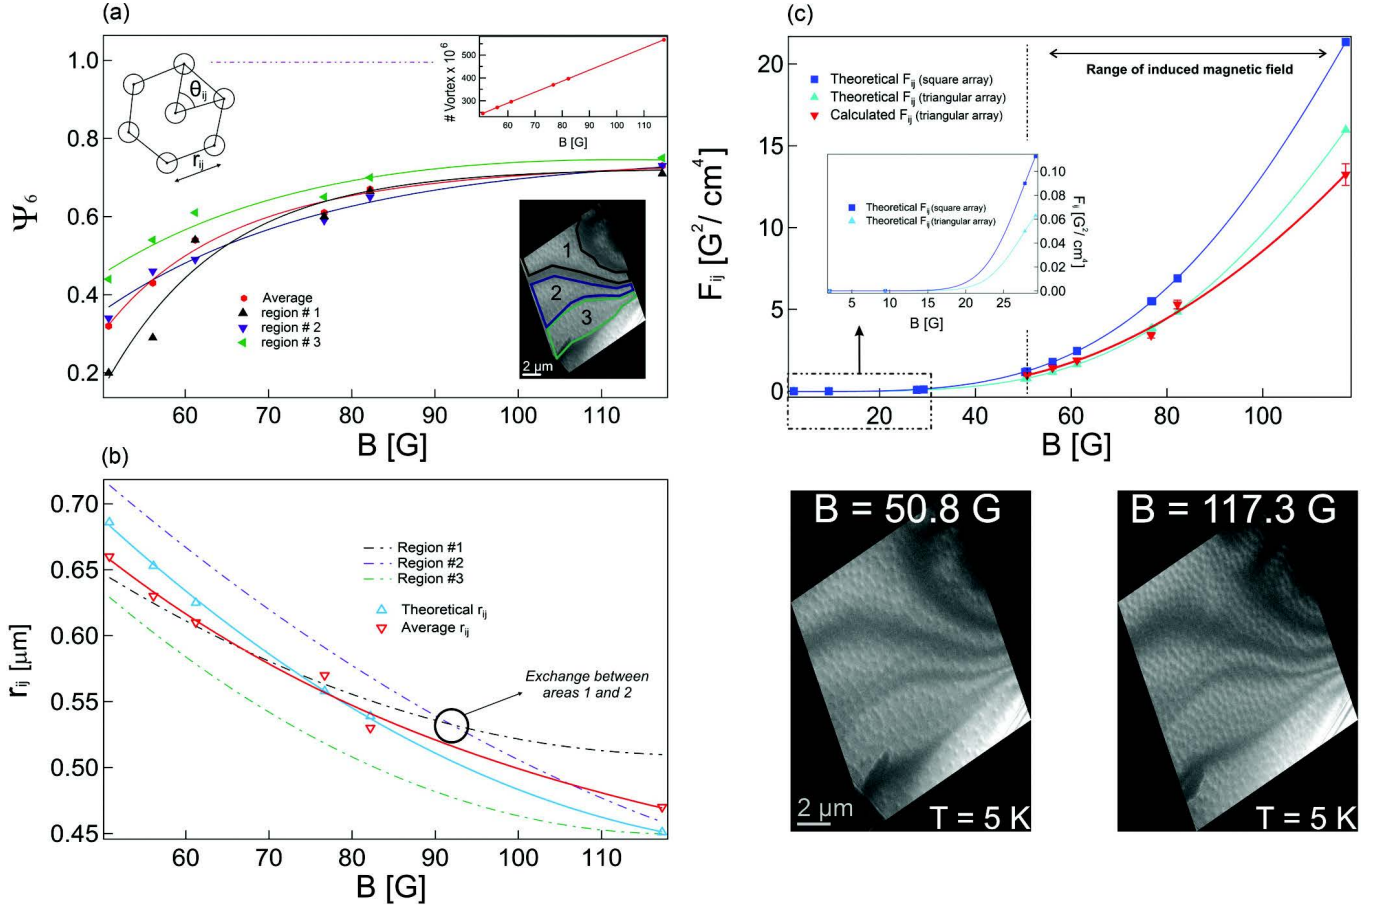 (a)
Ψ6
1.0
0.8
0.6
0.4
0.2
θij
rij
# Vortex x 10-6
500
400
300
60
80
100
B [G]
Average
region # 1
region # 2
region # 3
1
2
3
2 µm
60
70
80
90
100
110
B [G]
(b)
rij [µm]
0.70
0.65
0.60
0.55
0.50
0.45
Region #1
Region #2
Region #3
Theoretical rij
Average rij
Exchange between
areas 1 and 2
60
70
80
90
100
110
B [G]
(c)
Fij [G2/ cm4]
20
15
10
5
0
Theoretical Fij (square array)
Theoretical Fij (triangular array)
Calculated Fij (triangular array)
Range of induced magnetic field
Theoretical Fij (square array)
Theoretical Fij (triangular array)
0.10
0.08
0.06
0.04
0.02
0.00
Fij [G2/ cm4]
5
10
15
20
25
B [G]
20
40
60
80
100
B [G]
B = 50.8 G
2 µm
T = 5 K
B = 117.3 G
T = 5 K